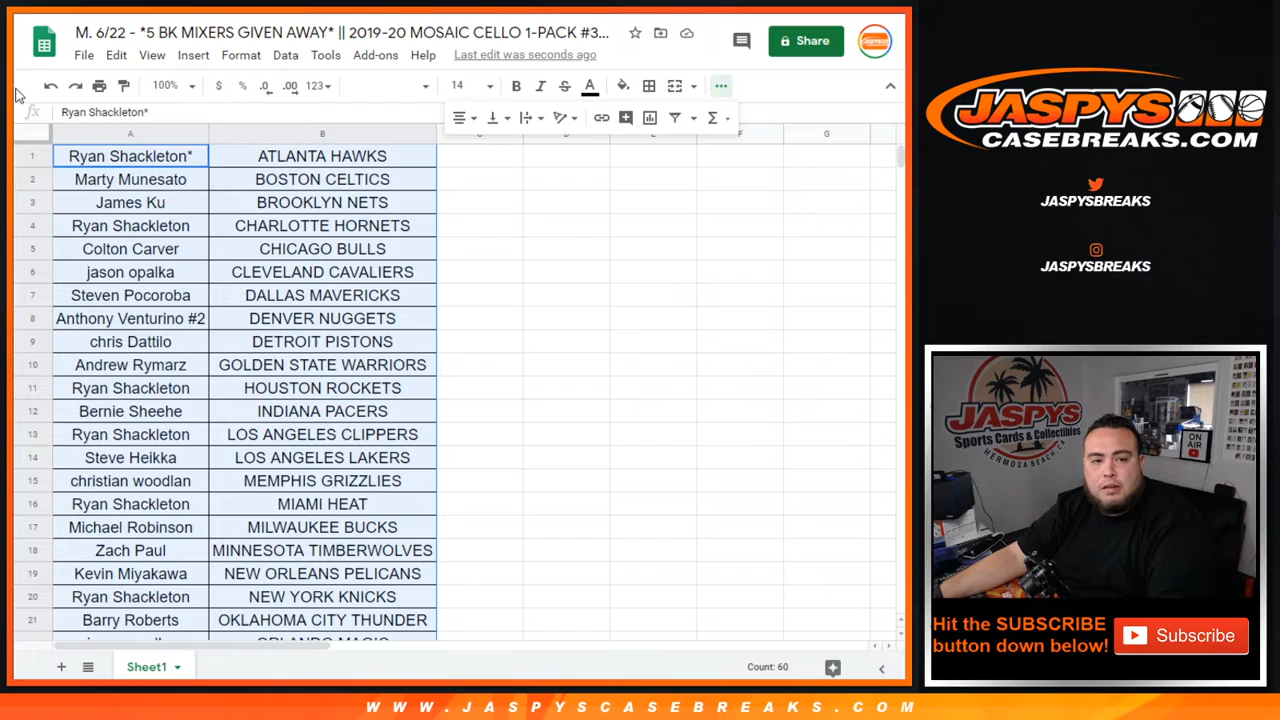 M. 6/22 - *5 BK MIXERS GIVEN AWAY* || 2019-20 MOSAIC CELLO 1-PACK #3...
File Edit View Insert Format Data Tools Add-ons Help Last edit was seconds ago
Share
100% $ % .0 .00 123 14 B I S A
fx Ryan Shackleton*
A B C D E F G
1 Ryan Shackleton* ATLANTA HAWKS
2 Marty Munesato BOSTON CELTICS
3 James Ku BROOKLYN NETS
4 Ryan Shackleton CHARLOTTE HORNETS
5 Colton Carver CHICAGO BULLS
6 jason opalka CLEVELAND CAVALIERS
7 Steven Pocoroba DALLAS MAVERICKS
8 Anthony Venturino #2 DENVER NUGGETS
9 chris Dattilo DETROIT PISTONS
10 Andrew Rymarz GOLDEN STATE WARRIORS
11 Ryan Shackleton HOUSTON ROCKETS
12 Bernie Sheehe INDIANA PACERS
13 Ryan Shackleton LOS ANGELES CLIPPERS
14 Steve Heikka LOS ANGELES LAKERS
15 christian woodlan MEMPHIS GRIZZLIES
16 Ryan Shackleton MIAMI HEAT
17 Michael Robinson MILWAUKEE BUCKS
18 Zach Paul MINNESOTA TIMBERWOLVES
19 Kevin Miyakawa NEW ORLEANS PELICANS
20 Ryan Shackleton NEW YORK KNICKS
21 Barry Roberts OKLAHOMA CITY THUNDER
Sheet1
Count: 60
JASPYS
CASEBREAKS.COM
JASPYSBREAKS
JASPYSBREAKS
JASPYS
Sports Cards & Collectibles
HERMOSA BEACH CA
ON AIR
Hit the SUBSCRIBE
button down below!
Subscribe
WWW.JASPYSCASEBREAKS.COM